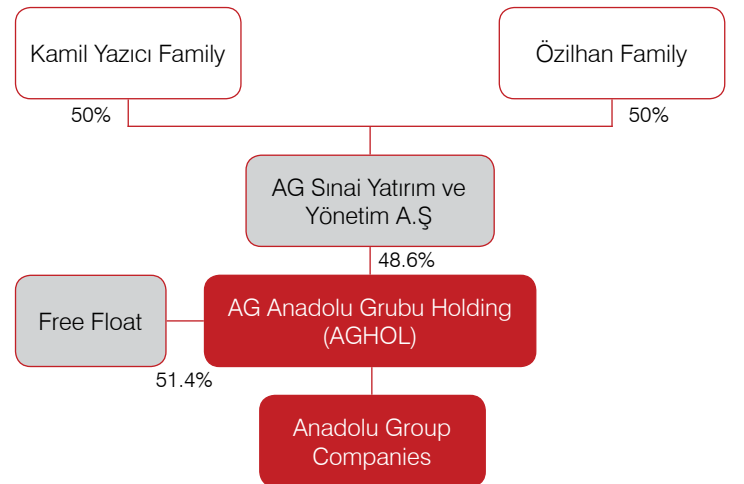 Kamil Yazıcı Family
Özilhan Family
50%
50%
AG Sınai Yatırım ve
Yönetim A.Ş
48.6%
Free Float
AG Anadolu Grubu Holding
(AGHOL)
51.4%
Anadolu Group
Companies